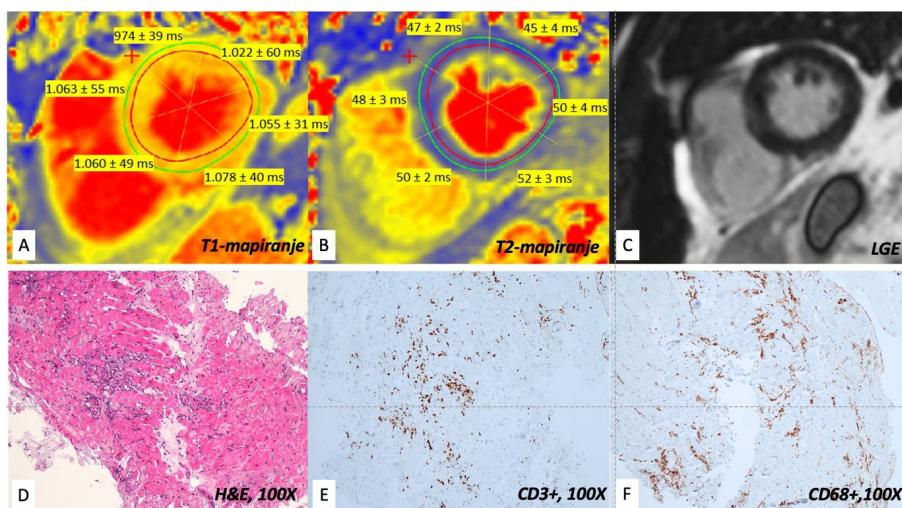 974 ± 39 ms
1.022 ± 60 ms
1.063 ± 55 ms
1.055 ± 31 ms
1.060 ± 49 ms
1.078 ± 40 ms
A
T1-mapiranje
47 ± 2 ms
45 ± 4 ms
48 ± 3 ms
50 ± 4 ms
50 ± 2 ms
52 ± 3 ms
B
T2-mapiranje
C
LGE
D
H&E, 100X
E
CD3+, 100X
F
CD68+,100X